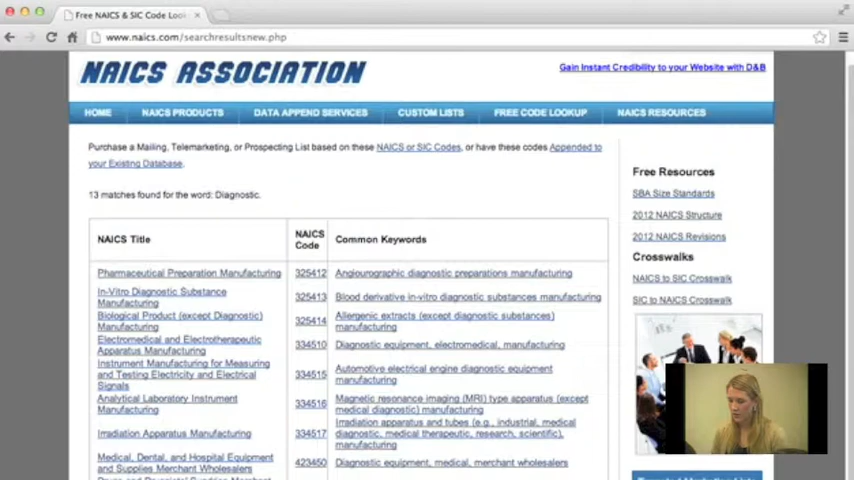 Free NAICS & SIC Code Loo
www.naics.com/searchresultsnew.php
NAICS ASSOCIATION
Gain Instant Credibility to your Website with D&B
HOME NAICS PRODUCTS DATA APPEND SERVICES CUSTOM LISTS FREE CODE LOOKUP NAICS RESOURCES
Purchase a Mailing, Telemarketing, or Prospecting List based on these NAICS or SIC Codes, or have these codes Appended to
your Existing Database.
13 matches found for the word: Diagnostic.
NAICS Title
NAICS
Code
Common Keywords
Pharmaceutical Preparation Manufacturing
325412
Angiourographic diagnostic preparations manufacturing
In-Vitro Diagnostic Substance
Manufacturing
325413
Blood derivative in-vitro diagnostic substances manufacturing
Biological Product (except Diagnostic)
Manufacturing
325414
Allergenic extracts (except diagnostic substances)
manufacturing
Electromedical and Electrotherapeutic
Apparatus Manufacturing
334510
Diagnostic equipment, electromedical, manufacturing
Instrument Manufacturing for Measuring
and Testing Electricity and Electrical
Signals
334515
Automotive electrical engine diagnostic equipment
manufacturing
Analytical Laboratory Instrument
Manufacturing
334516
Magnetic resonance imaging (MRI) type apparatus (except
medical diagnostic) manufacturing
Irradiation Apparatus Manufacturing
334517
Irradiation apparatus and tubes (e.g., industrial, medical
diagnostic, medical therapeutic, research, scientific),
manufacturing
Medical, Dental, and Hospital Equipment
and Supplies Merchant Wholesalers
423450
Diagnostic equipment, medical, merchant wholesalers
Free Resources
SBA Size Standards
2012 NAICS Structure
2012 NAICS Revisions
Crosswalks
NAICS to SIC Crosswalk
SIC to NAICS Crosswalk